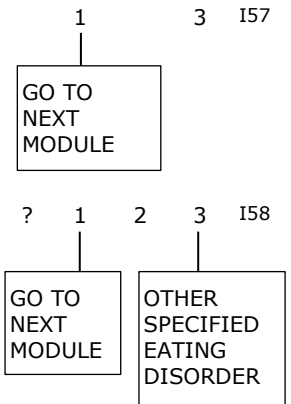 1 3 I57
GO TO
NEXT
MODULE
? 1 2 3 I58
GO TO
NEXT
MODULE
OTHER
SPECIFIED
EATING
DISORDER